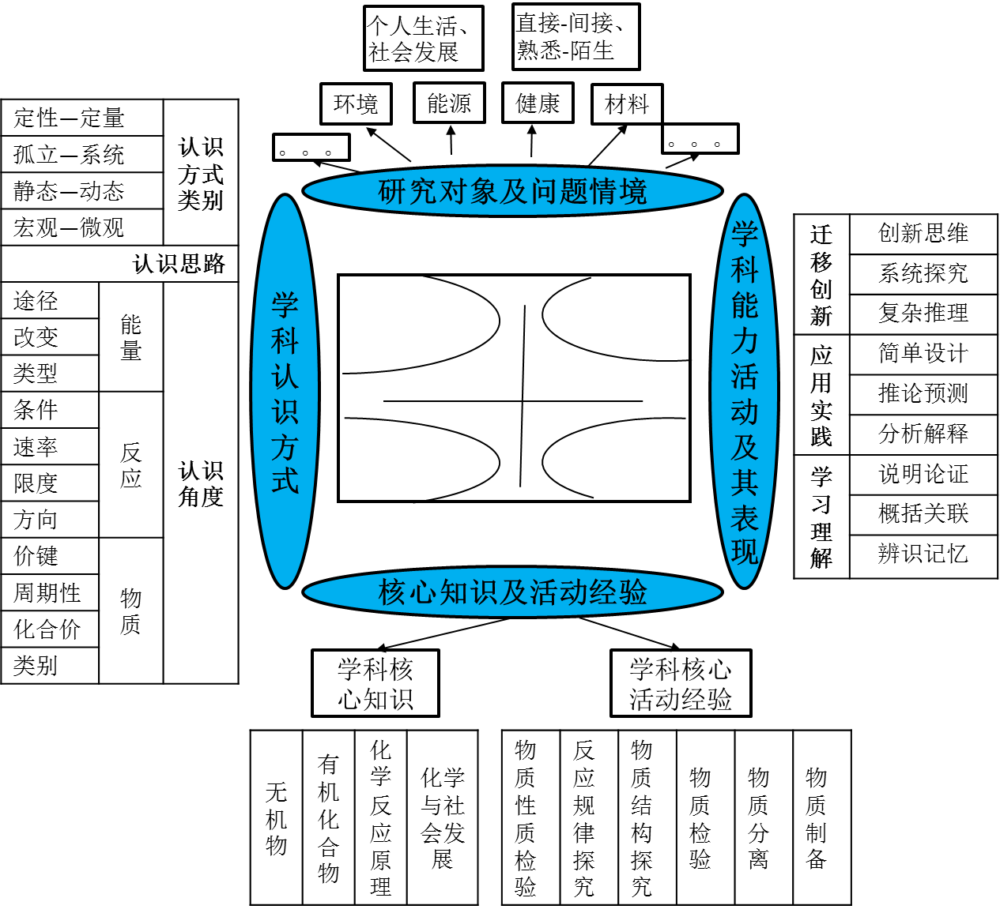 个人生活、
社会发展
直接-间接、
熟悉-陌生
环境
能源
健康
材料
。。。
。。。
研究对象及问题情境
定性—定量
孤立—系统
静态—动态
宏观—微观
认识
方式
类别
认识思路
途径
改变
类型
能
量
条件
速率
限度
方向
反
应
价键
周期性
化合价
类别
物
质
认识
角度
学科认识方式
学科能力活动及其表现
迁移创新
创新思维
系统探究
复杂推理
应用实践
简单设计
推论预测
分析解释
学习理解
说明论证
概括关联
辨识记忆
核心知识及活动经验
学科核
心知识
学科核心
活动经验
无机物
有机化合物
化学反应原理
化学
与社
会发
展
物质性质检验
反应规律探究
物质结构探究
物质检验
物质分离
物质制备